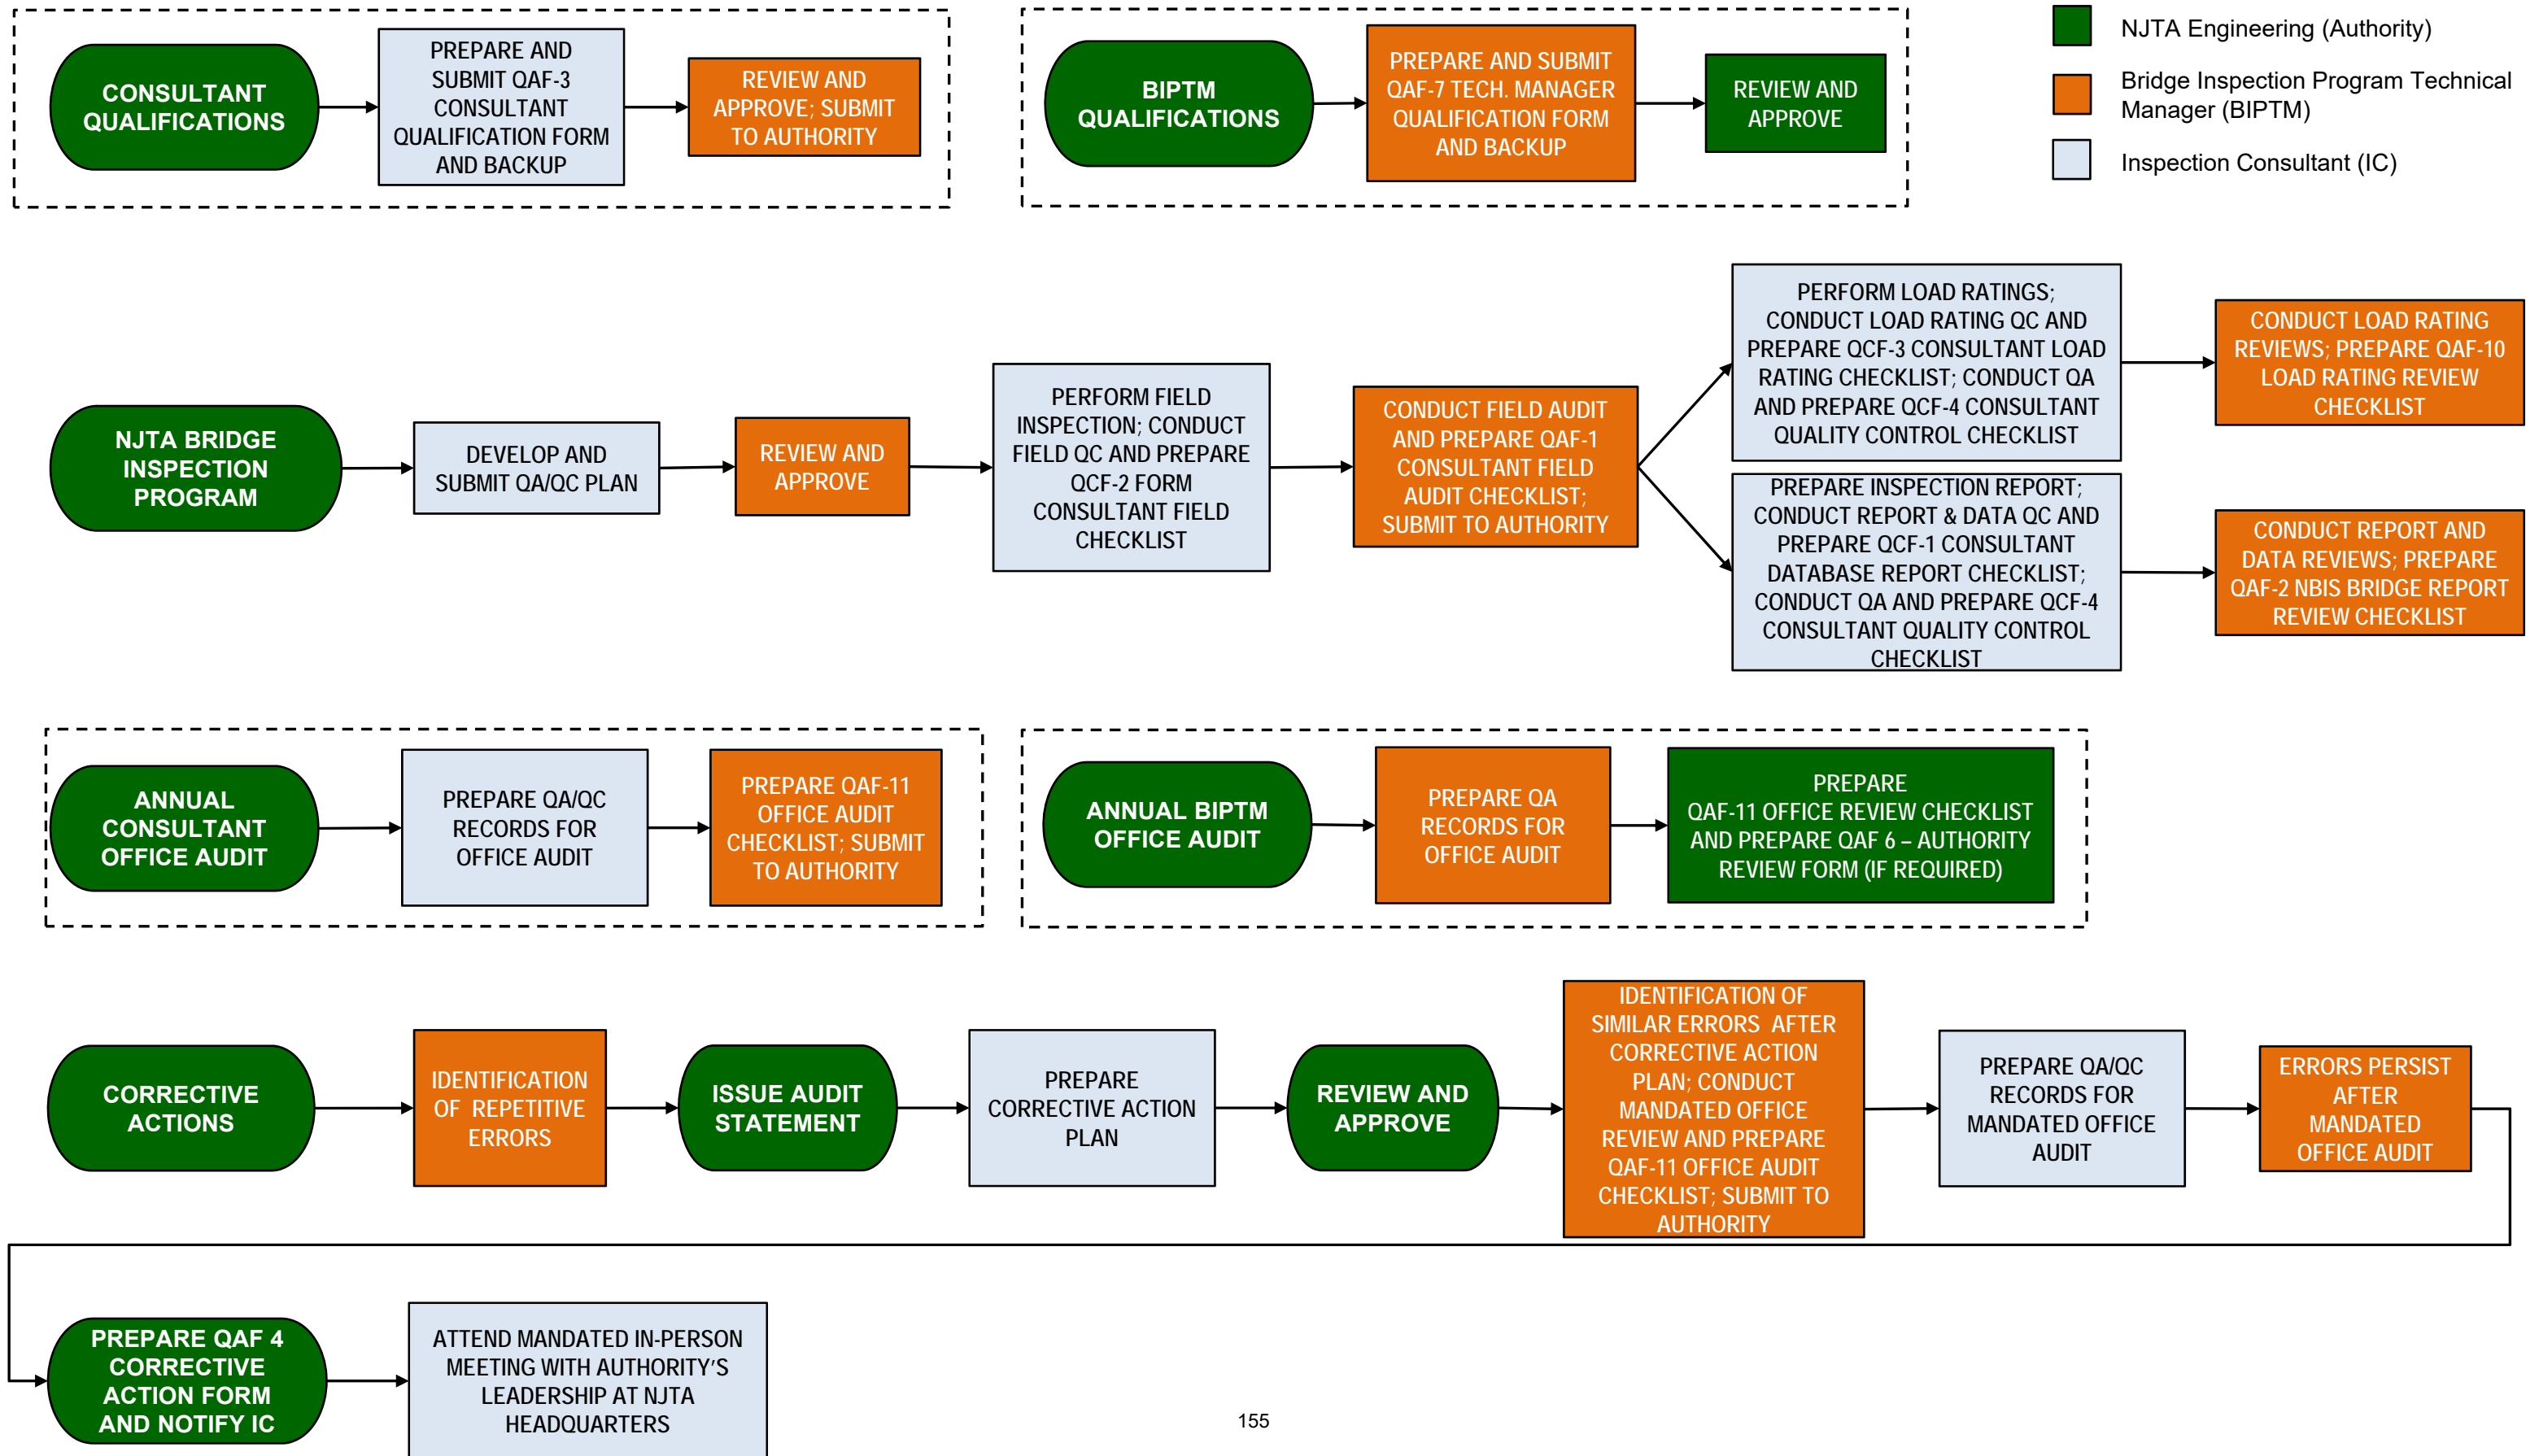 CONSULTANT
QUALIFICATIONS
PREPARE AND
SUBMIT QAF-3
CONSULTANT
QUALIFICATION FORM
AND BACKUP
REVIEW AND
APPROVE; SUBMIT
TO AUTHORITY
BIPTM
QUALIFICATIONS
PREPARE AND SUBMIT
QAF-7 TECH. MANAGER
QUALIFICATION FORM
AND BACKUP
REVIEW AND
APPROVE
NJTA Engineering (Authority)
Bridge Inspection Program Technical
Manager (BIPTM)
Inspection Consultant (IC)
NJTA BRIDGE
INSPECTION
PROGRAM
DEVELOP AND
SUBMIT QA/QC PLAN
REVIEW AND
APPROVE
PERFORM FIELD
INSPECTION; CONDUCT
FIELD QC AND PREPARE
QCF-2 FORM
CONSULTANT FIELD
CHECKLIST
CONDUCT FIELD AUDIT
AND PREPARE QAF-1
CONSULTANT FIELD
AUDIT CHECKLIST;
SUBMIT TO AUTHORITY
PERFORM LOAD RATINGS;
CONDUCT LOAD RATING QC AND
PREPARE QCF-3 CONSULTANT LOAD
RATING CHECKLIST; CONDUCT QA
AND PREPARE QCF-4 CONSULTANT
QUALITY CONTROL CHECKLIST
CONDUCT LOAD RATING
REVIEWS; PREPARE QAF-10
LOAD RATING REVIEW
CHECKLIST
PREPARE INSPECTION REPORT;
CONDUCT REPORT & DATA QC AND
PREPARE QCF-1 CONSULTANT
DATABASE REPORT CHECKLIST;
CONDUCT QA AND PREPARE QCF-4
CONSULTANT QUALITY CONTROL
CHECKLIST
CONDUCT REPORT AND
DATA REVIEWS; PREPARE
QAF-2 NBIS BRIDGE REPORT
REVIEW CHECKLIST
ANNUAL
CONSULTANT
OFFICE AUDIT
PREPARE QA/QC
RECORDS FOR
OFFICE AUDIT
PREPARE QAF-11
OFFICE AUDIT
CHECKLIST; SUBMIT
TO AUTHORITY
ANNUAL BIPTM
OFFICE AUDIT
PREPARE QA
RECORDS FOR
OFFICE AUDIT
PREPARE
QAF-11 OFFICE REVIEW CHECKLIST
AND PREPARE QAF 6 – AUTHORITY
REVIEW FORM (IF REQUIRED)
CORRECTIVE
ACTIONS
IDENTIFICATION
OF REPETITIVE
ERRORS
ISSUE AUDIT
STATEMENT
PREPARE
CORRECTIVE ACTION
PLAN
REVIEW AND
APPROVE
IDENTIFICATION OF
SIMILAR ERRORS AFTER
CORRECTIVE ACTION
PLAN; CONDUCT
MANDATED OFFICE
REVIEW AND PREPARE
QAF-11 OFFICE AUDIT
CHECKLIST; SUBMIT TO
AUTHORITY
PREPARE QA/QC
RECORDS FOR
MANDATED OFFICE
AUDIT
ERRORS PERSIST
AFTER
MANDATED
OFFICE AUDIT
PREPARE QAF 4
CORRECTIVE
ACTION FORM
AND NOTIFY IC
ATTEND MANDATED IN-PERSON
MEETING WITH AUTHORITY'S
LEADERSHIP AT NJTA
HEADQUARTERS
155